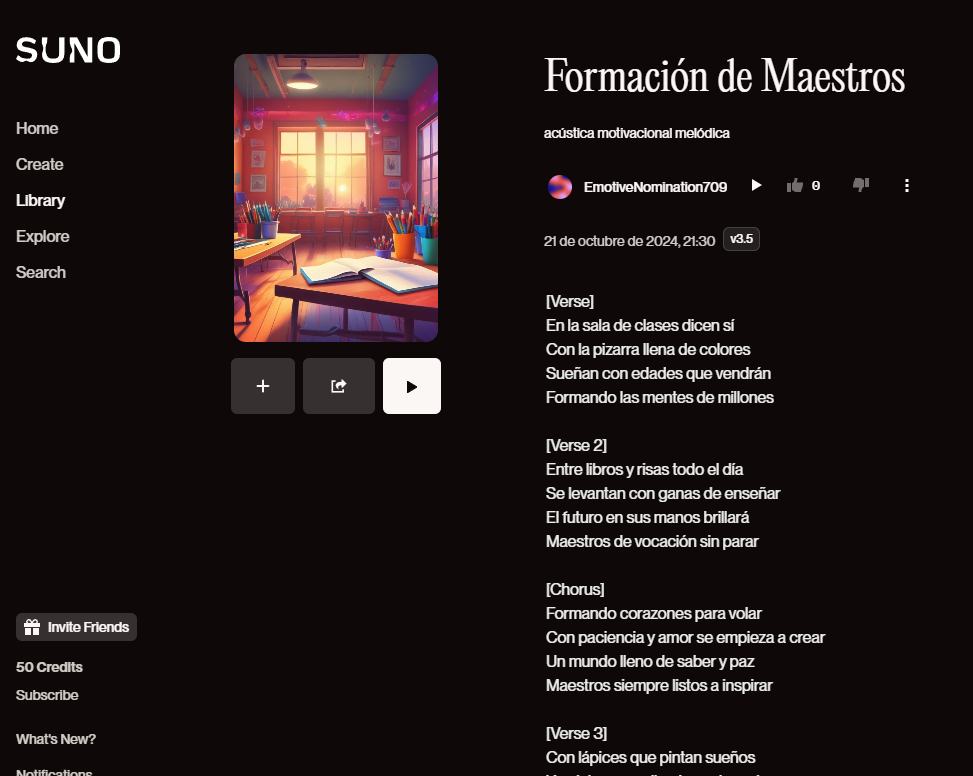 SUNO
Home
Create
Library
Explore
Search
Invite Friends
50 Credits
Subscribe
What's New?
Notifications
Formación de Maestros
acústica motivacional melódica
EmotiveNomination709
0
21 de octubre de 2024, 21:30 v3.5
[Verse]
En la sala de clases dicen sí
Con la pizarra llena de colores
Sueñan con edades que vendrán
Formando las mentes de millones
[Verse 2]
Entre libros y risas todo el día
Se levantan con ganas de enseñar
El futuro en sus manos brillará
Maestros de vocación sin parar
[Chorus]
Formando corazones para volar
Con paciencia y amor se empieza a crear
Un mundo lleno de saber y paz
Maestros siempre listos a inspirar
[Verse 3]
Con lápices que pintan sueños